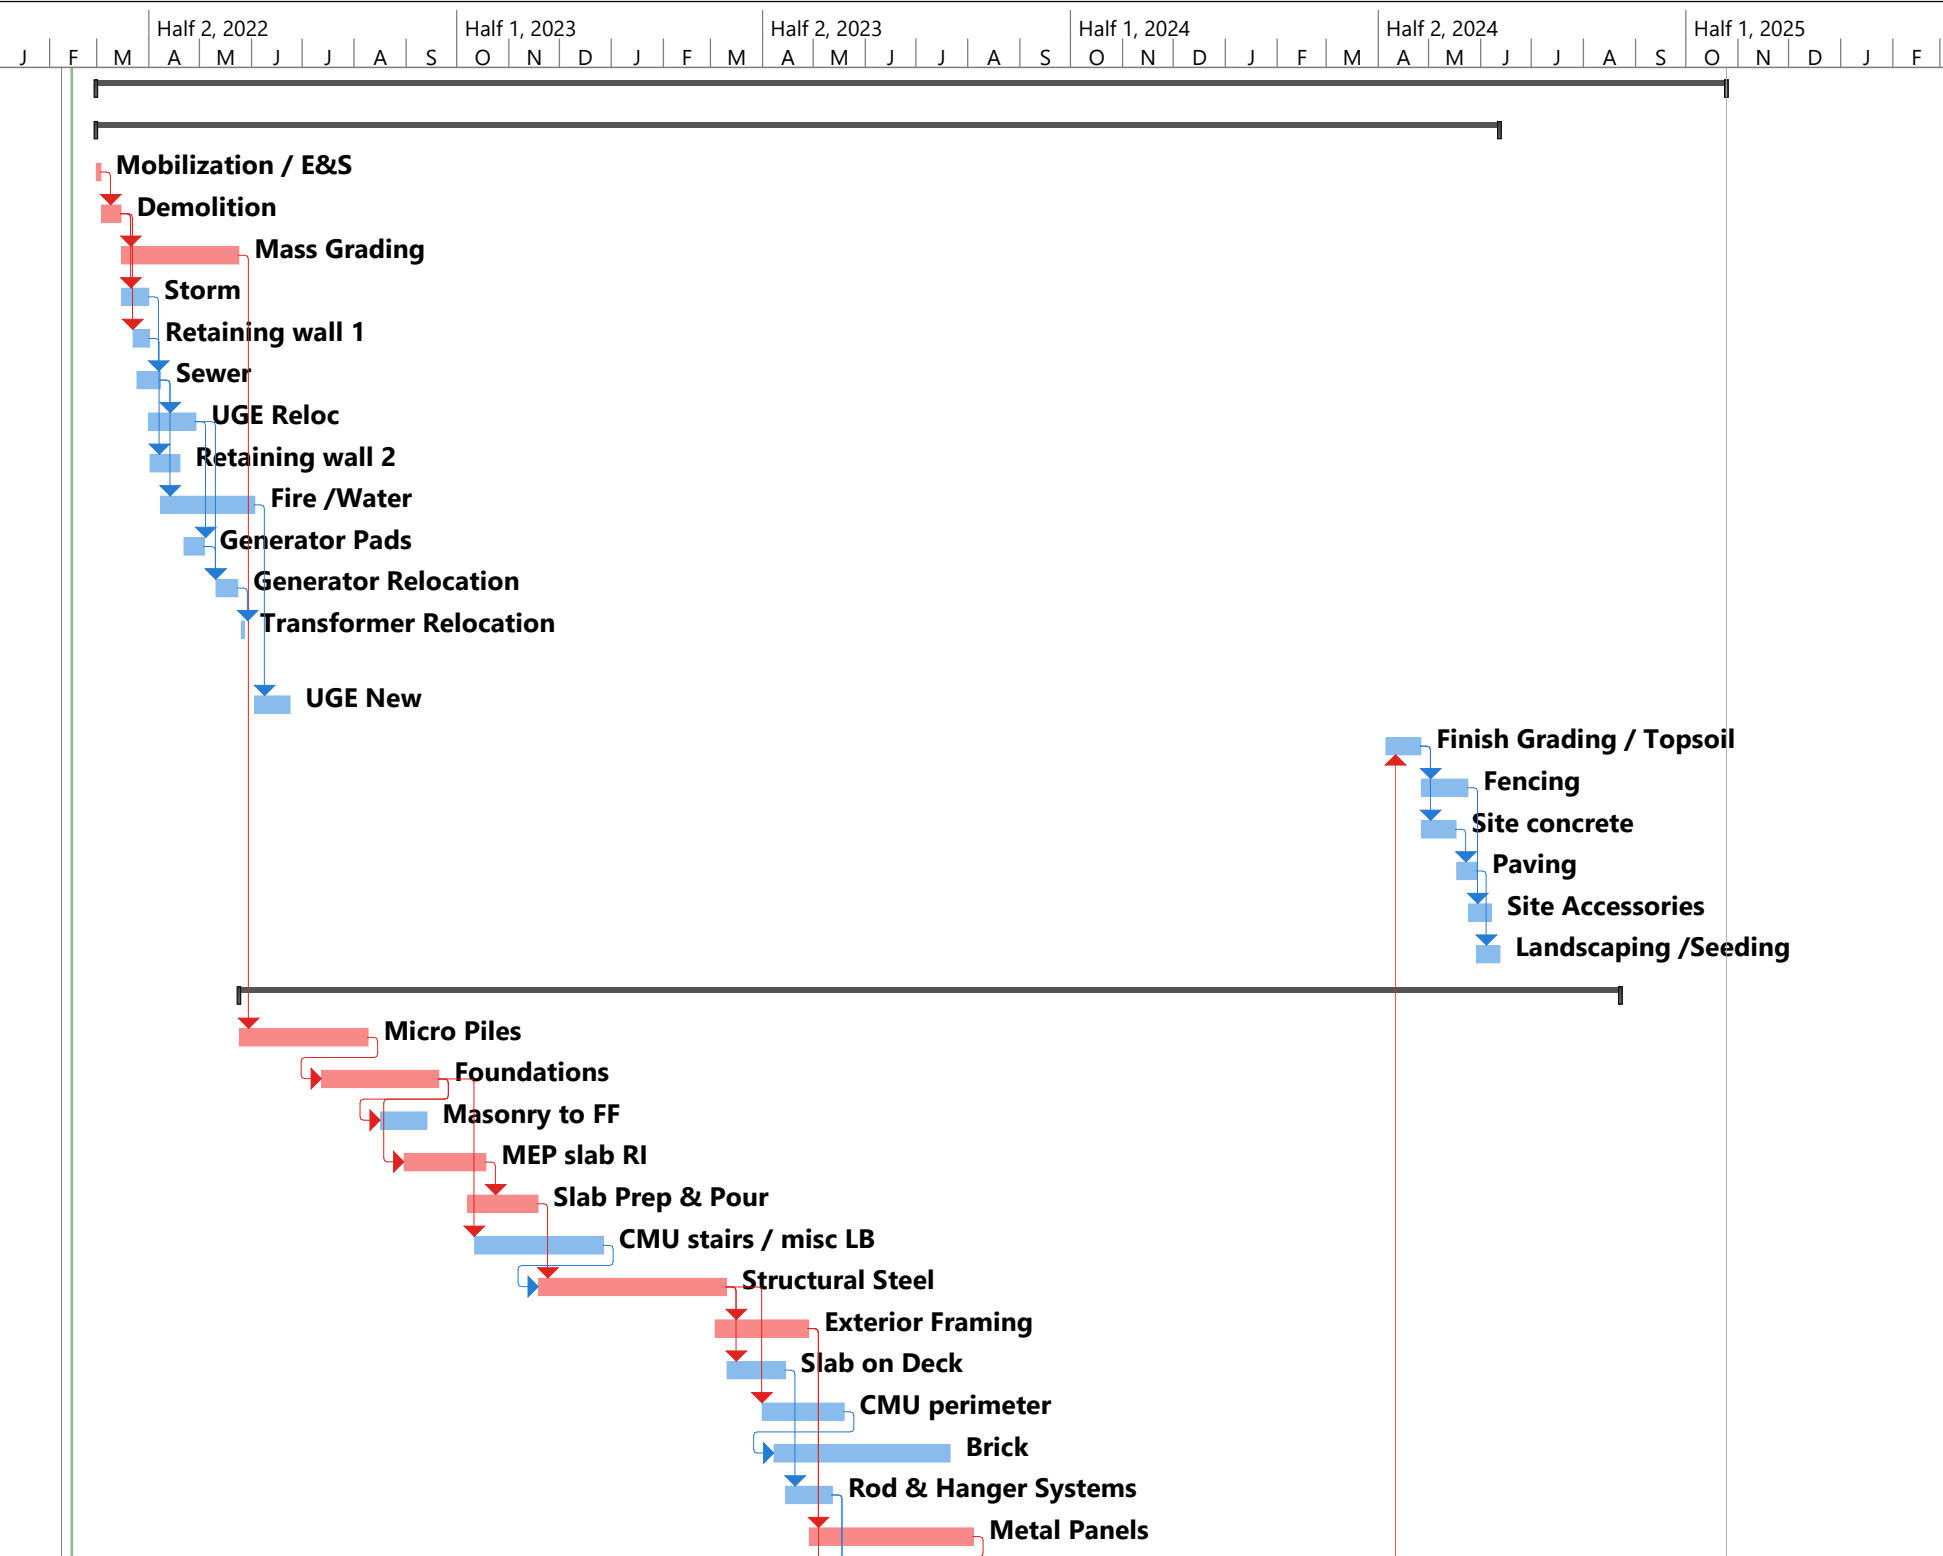 Half 2, 2022 Half 1, 2023 Half 2, 2023 Half 1, 2024 Half 2, 2024 Half 1, 2025
J F M A M J J A S O N D J F M A M J J A S O N D J F M A M J J A S O N D J F
Mobilization / E&S
Demolition
Mass Grading
Storm
Retaining wall 1
Sewer
UGE Reloc
Retaining wall 2
Fire /Water
Generator Pads
Generator Relocation
Transformer Relocation
UGE New
Finish Grading / Topsoil
Fencing
Site concrete
Paving
Site Accessories
Landscaping /Seeding
Micro Piles
Foundations
Masonry to FF
MEP slab RI
Slab Prep & Pour
CMU stairs / misc LB
Structural Steel
Exterior Framing
Slab on Deck
CMU perimeter
Brick
Rod & Hanger Systems
Metal Panels